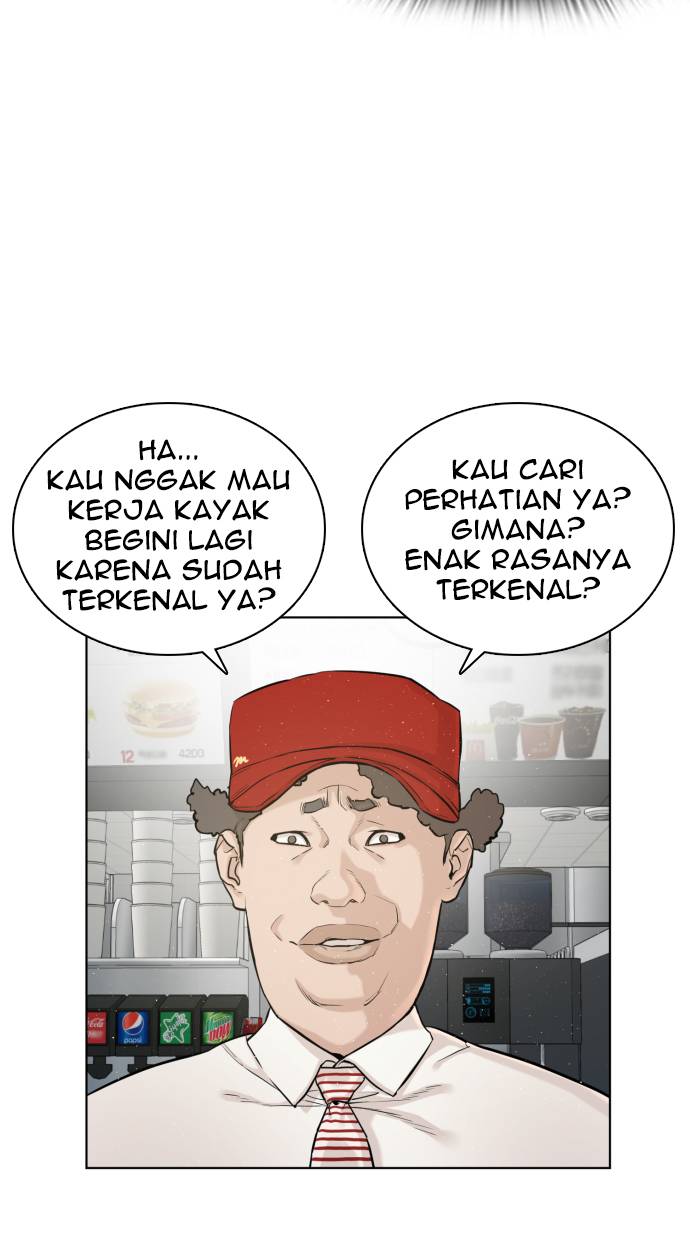 HA...
KAU NGGAK MAU
KERJA KAYAK
BEGINI LAGI
KARENA SUDAH
TERKENAL YA?
KAU CARI
PERHATIAN YA?
GIMANA?
ENAK RASANYA
TERKENAL?
12
4200
m
pepsi